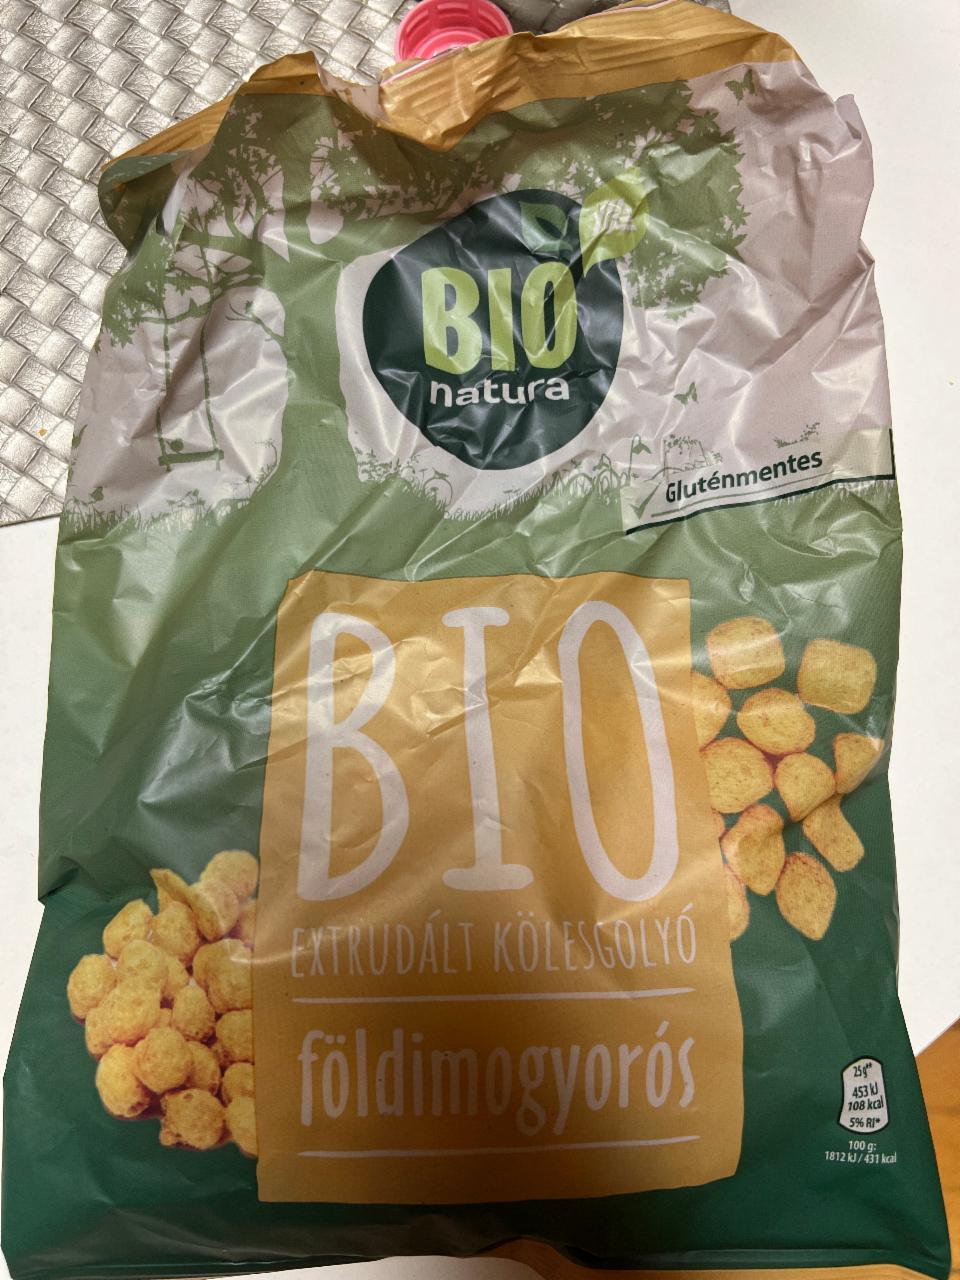 BIO
natura
Gluténmentes
BIO
EXTRUDÁLT KÖLESGOLYÓ
földimogyorós
25g**
453 kJ
108 kcal
5% RI*
100 g:
1812 kJ / 431 kcal